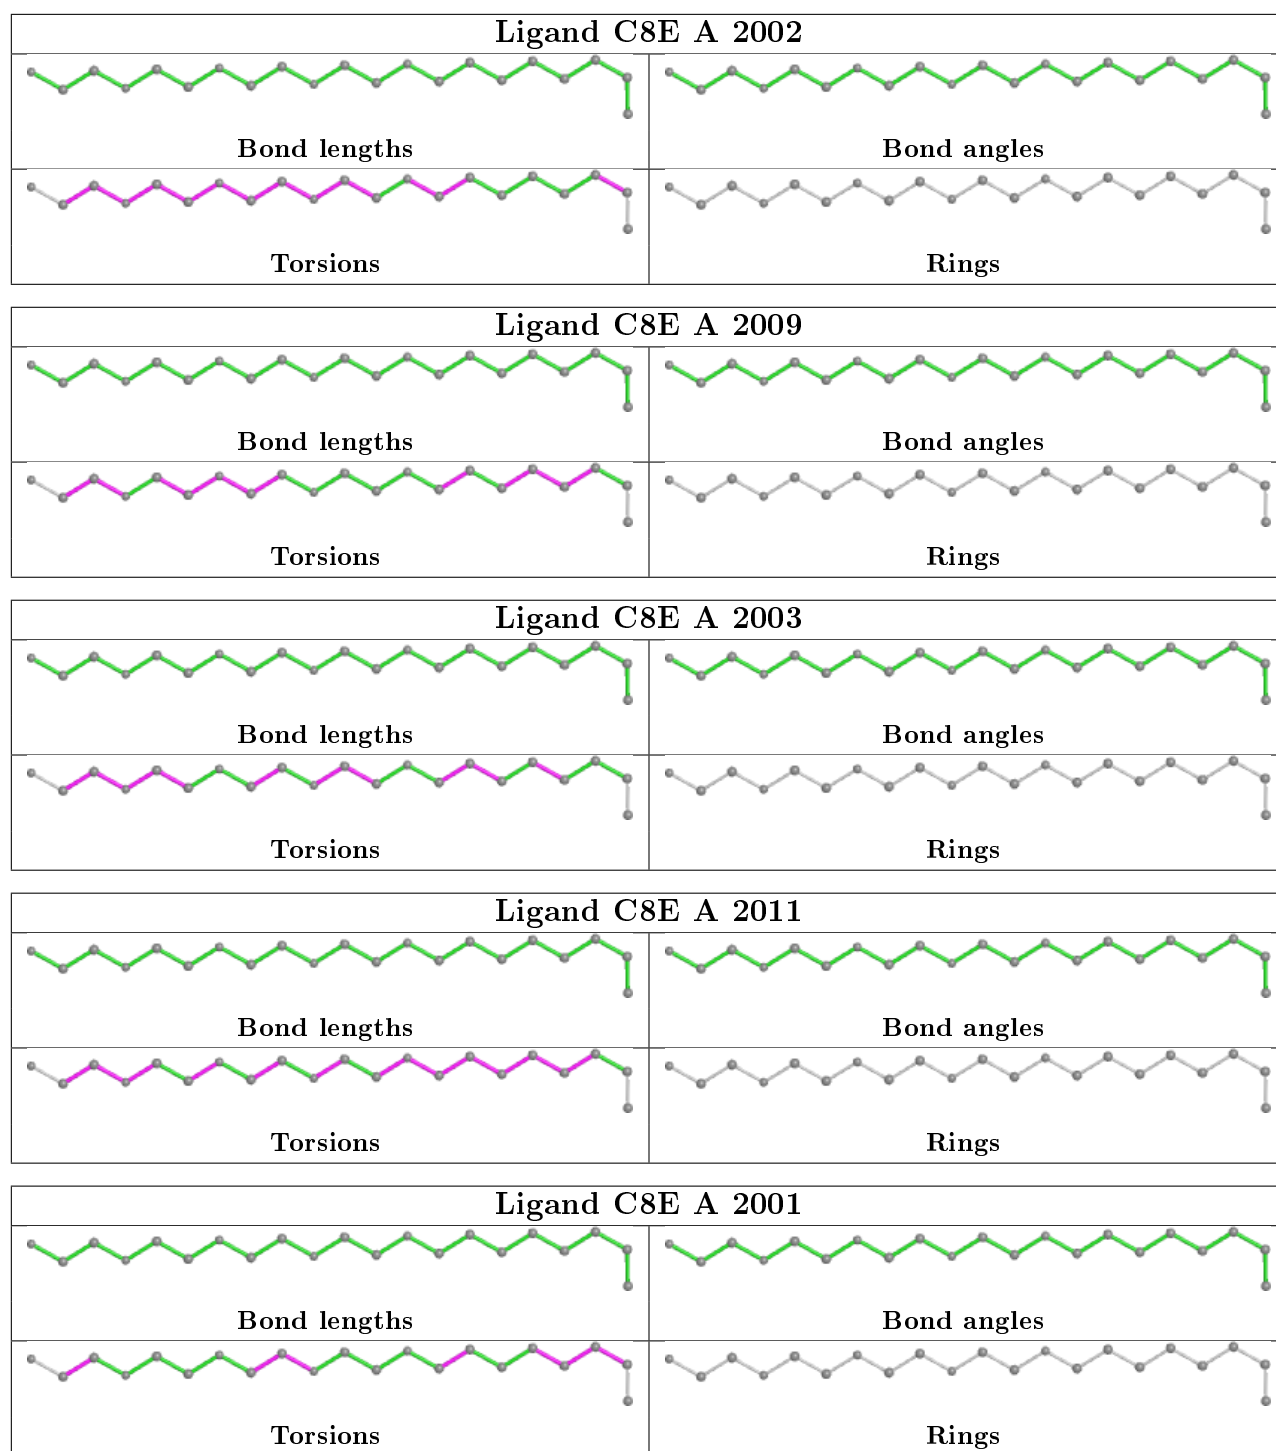 Ligand C8E A 2002
Bond lengths
Bond angles
Torsions
Rings
Ligand C8E A 2009
Bond lengths
Bond angles
Torsions
Rings
Ligand C8E A 2003
Bond lengths
Bond angles
Torsions
Rings
Ligand C8E A 2011
Bond lengths
Bond angles
Torsions
Rings
Ligand C8E A 2001
Bond lengths
Bond angles
Torsions
Rings